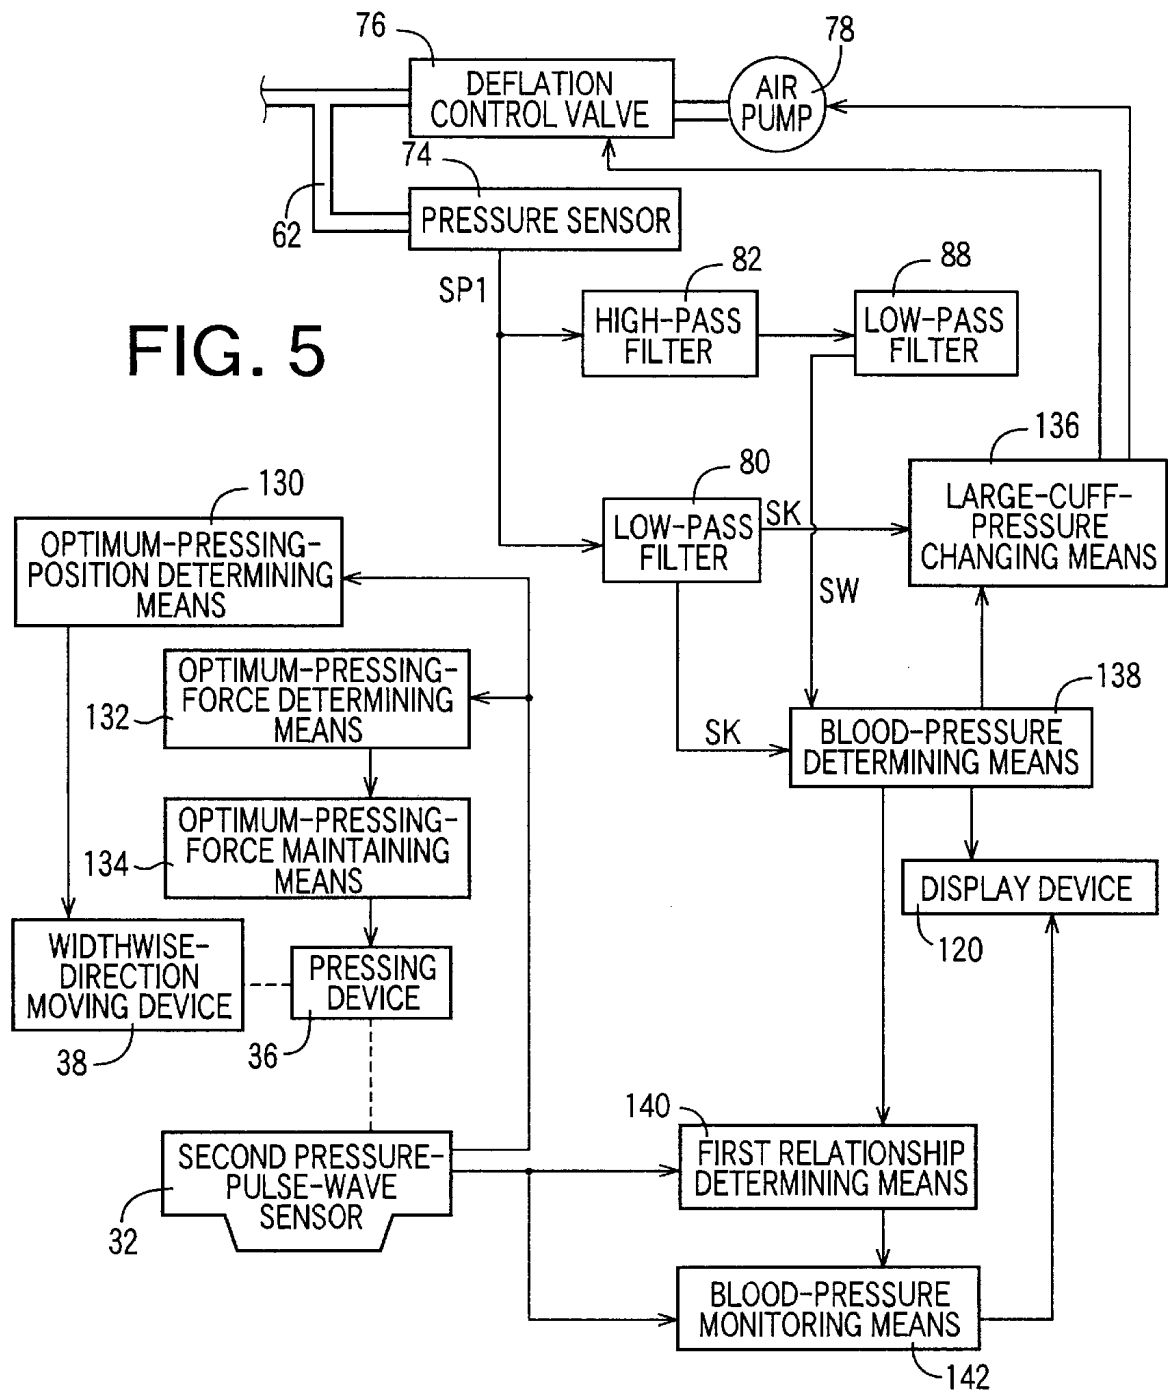 76
78
DEFLATION
CONTROL VALVE
AIR
PUMP
74
62
PRESSURE SENSOR
SP1
82
88
HIGH-PASS
FILTER
LOW-PASS
FILTER
FIG. 5
136
130
80
LARGE-CUFF-
PRESSURE
CHANGING MEANS
OPTIMUM-PRESSING-
POSITION DETERMINING
MEANS
LOW-PASS
FILTER
SK
SW
OPTIMUM-PRESSING-
FORCE DETERMINING
MEANS
132
138
SK
BLOOD-PRESSURE
DETERMINING MEANS
OPTIMUM-PRESSING-
FORCE MAINTAINING
MEANS
134
DISPLAY DEVICE
120
WIDTHWISE-
DIRECTION
MOVING DEVICE
PRESSING
DEVICE
38
36
140
SECOND PRESSURE-
PULSE-WAVE
SENSOR
32
FIRST RELATIONSHIP
DETERMINING MEANS
BLOOD-PRESSURE
MONITORING MEANS
142